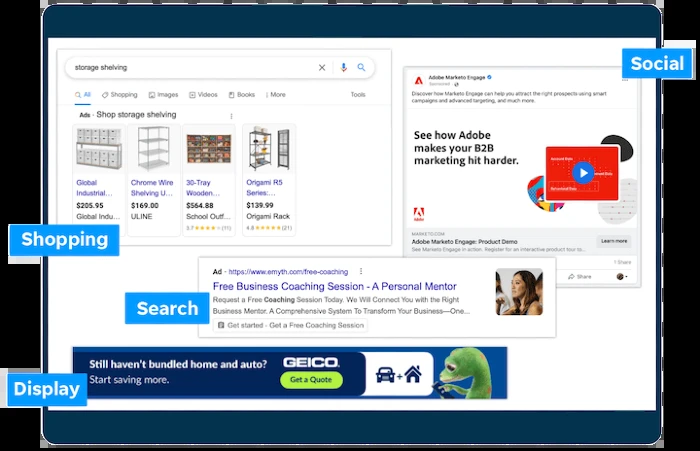 Social
storage shelving
All Shopping Images Videos Books More Tools
Ads · Shop storage shelving
Global Industrial...
$205.95
Global Indu...
Chrome Wire Shelving U...
$169.00
ULINE
30-Tray Wooden...
$564.88
School Outf...
3.7 (11)
Origami R5 Series:...
$139.99
Origami Rack
4.8 (21)
Shopping
Adobe Marketo Engage
Sponsored ·
Discover how Marketo Engage can help you attract the right prospects using smart
campaigns and advanced targeting, and much more.
See how Adobe
makes your B2B
marketing hit harder.
Adobe
MARKETO.COM
Adobe Marketo Engage: Product Demo
See Marketo Engage in action. Register for an interactive product tour to...
Learn more
1 Share
Share
Search
Ad · https://www.emyth.com/free-coaching
Free Business Coaching Session - A Personal Mentor
Request a Free Coaching Session Today. We Will Connect You with the Right
Business Mentor. A Comprehensive System To Transform Your Business—One...
Get started · Get a Free Coaching Session
Display
Still haven't bundled home and auto?
Start saving more.
GEICO
Get a Quote
+